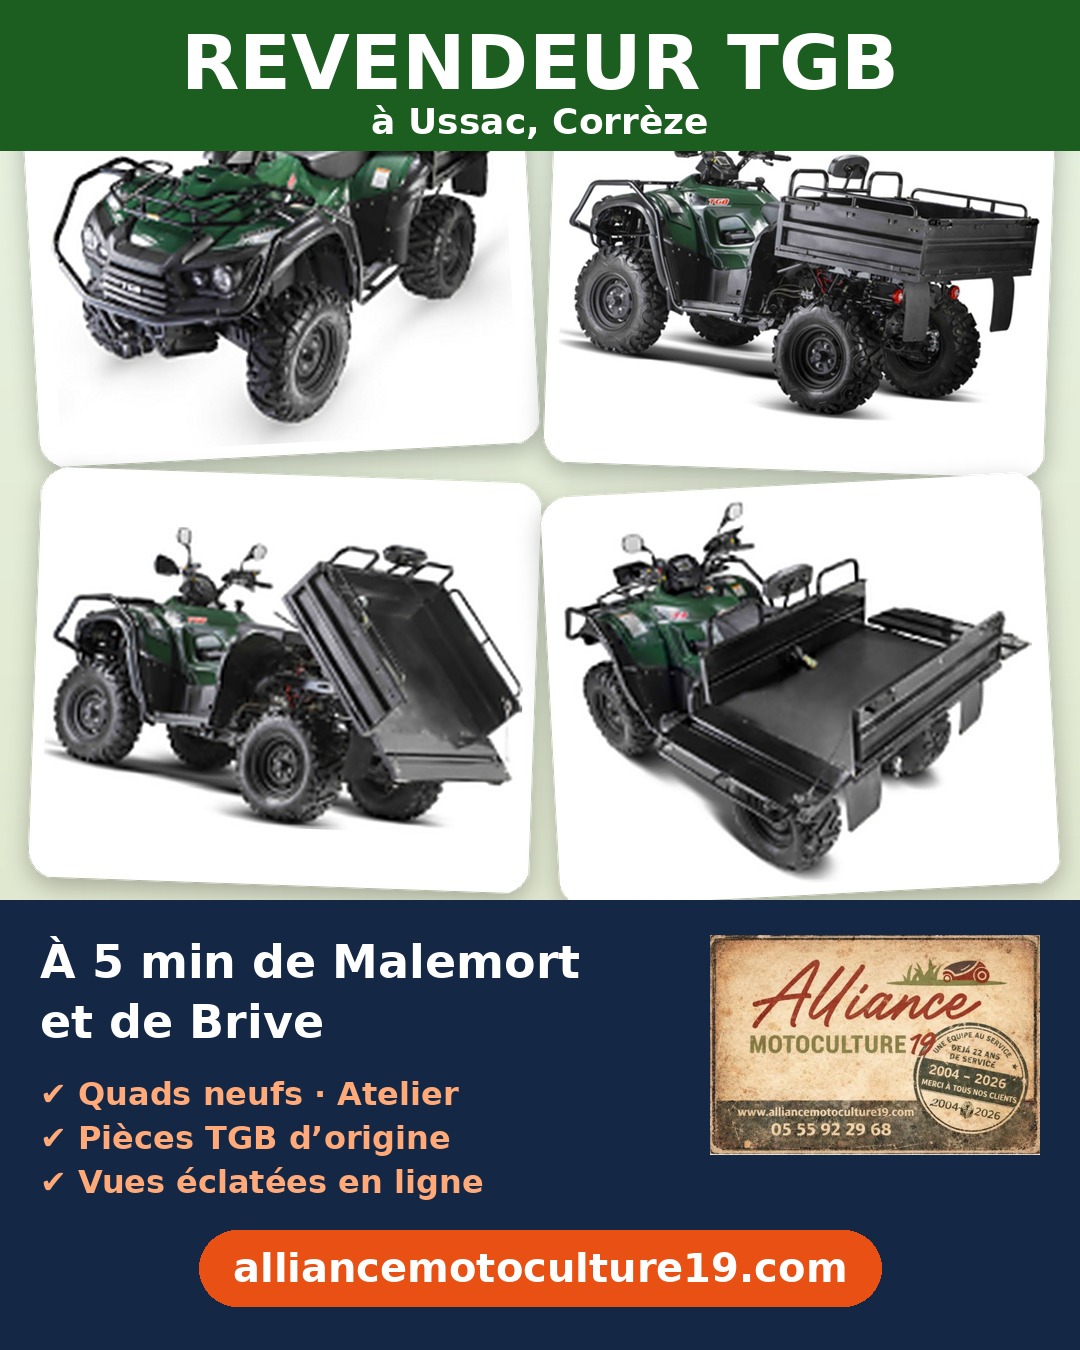 REVENDEUR TGB
à Ussac, Corrèze
TGB
À 5 min de Malemort
et de Brive
✔ Quads neufs · Atelier
✔ Pièces TGB d’origine
✔ Vues éclatées en ligne
Alliance
MOTOCULTURE 19
UNE ÉQUIPE AU SERVICE
DEJÀ 22 ANS
DE SERVICE
2004 – 2026
MERCI À TOUS NOS CLIENTS
2004 2026
www.alliancemotoculture19.com
05 55 92 29 68
alliancemotoculture19.com